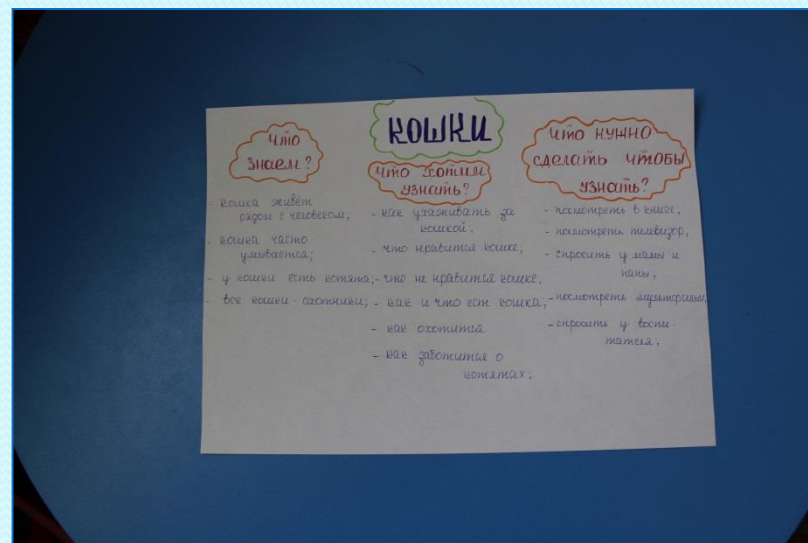 КОШКИ
что
знаем?
- кошка живёт
рядом с человеком;
- кошка часто
умывается;
- у кошки есть котята;
- все кошки - охотники;
что хотим
узнать?
- как ухаживать за
кошкой;
- что нравится кошке;
- что не нравится кошке;
- как и что ест кошка;
- как охотится
- как заботится о
котятах;
что нужно
сделать чтобы
узнать?
- посмотреть в книге;
- посмотреть телевизор;
- спросить у мамы и
папы;
- посмотреть мультфильмы;
- спросить у воспи
тателя;